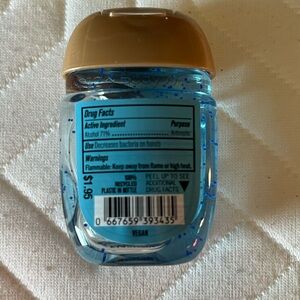 Drug Facts
Active Ingredient Purpose
Alcohol 71% Antiseptic
Use Decreases bacteria on hands
Warnings
Flammable: Keep away from flame or high heat.
$1.95
100% RECYCLED PLASTIC IN BOTTLE
PEEL UP TO SEE ADDITIONAL DRUG FACTS
0 667659 393435
VEGAN